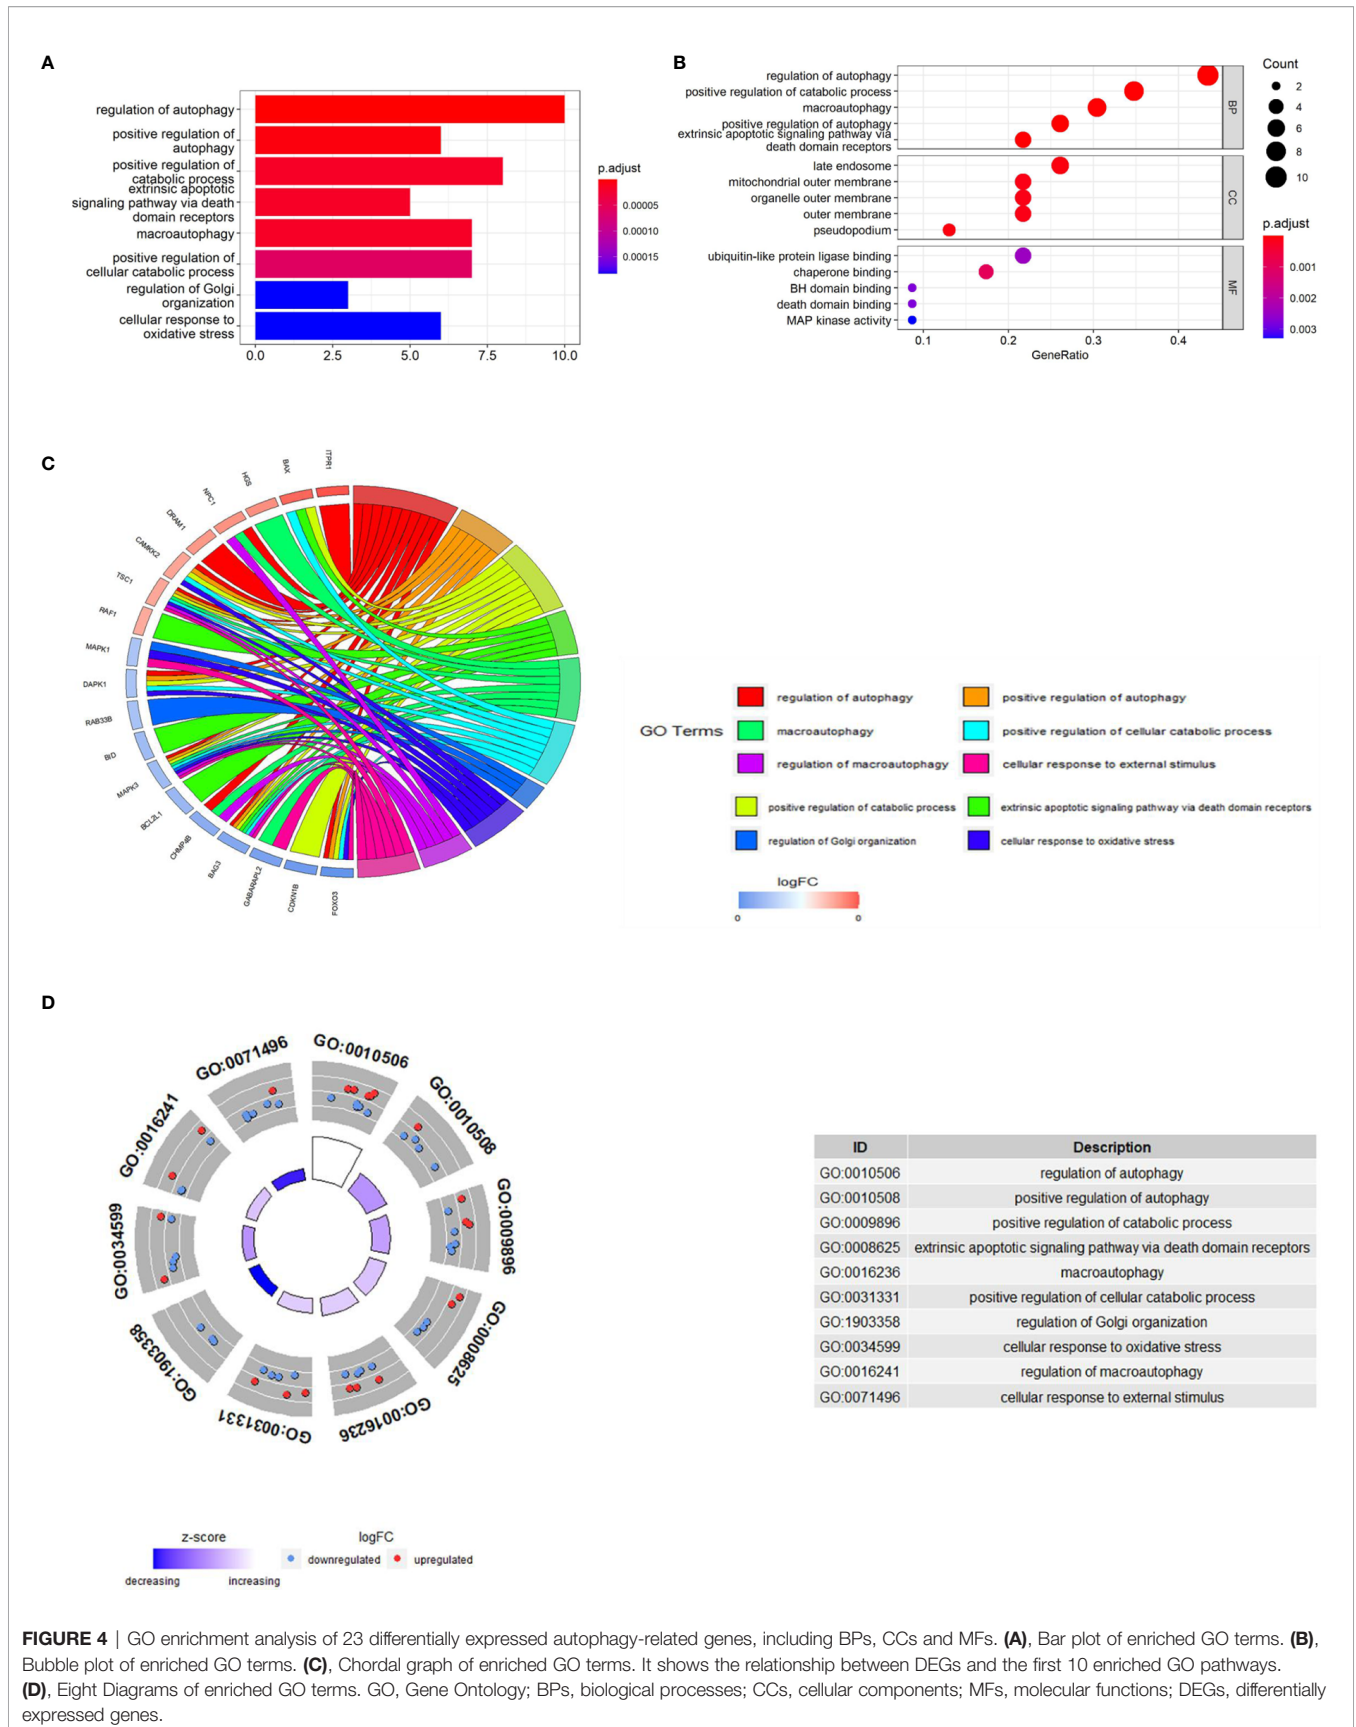 A
regulation of autophagy
positive regulation of
autophagy
positive regulation of
catabolic process
extrinsic apoptotic
signaling pathway via death
domain receptors
macroautophagy
positive regulation of
cellular catabolic process
regulation of Golgi
organization
cellular response to
oxidative stress
0.0 2.5 5.0 7.5 10.0
p.adjust
0.00005
0.00010
0.00015
B
regulation of autophagy
positive regulation of catabolic process
macroautophagy
positive regulation of autophagy
extrinsic apoptotic signaling pathway via
death domain receptors
late endosome
mitochondrial outer membrane
organelle outer membrane
outer membrane
pseudopodium
ubiquitin-like protein ligase binding
chaperone binding
BH domain binding
death domain binding
MAP kinase activity
BP
CC
MF
0.1 0.2 0.3 0.4
GeneRatio
Count
2
4
6
8
10
p.adjust
0.001
0.002
0.003
C
ITPR1
BAX
HGS
NPC1
DRAM1
CAMKK2
TSC1
RAF1
MAPK1
DAPK1
RAB33B
BID
MAPK3
BCL2L1
CHMP4B
BAG3
GABARAPL2
CDKN1B
FOXO3
GO Terms
regulation of autophagy positive regulation of autophagy
macroautophagy positive regulation of cellular catabolic process
regulation of macroautophagy cellular response to external stimulus
positive regulation of catabolic process extrinsic apoptotic signaling pathway via death domain receptors
regulation of Golgi organization cellular response to oxidative stress
logFC
0 0
D
GO:0010506
GO:0010508
GO:0009896
GO:0008625
GO:0016236
GO:0031331
GO:1903358
GO:0034599
GO:0016241
GO:0071496
z-score
decreasing increasing
logFC
downregulated upregulated
ID Description
GO:0010506 regulation of autophagy
GO:0010508 positive regulation of autophagy
GO:0009896 positive regulation of catabolic process
GO:0008625 extrinsic apoptotic signaling pathway via death domain receptors
GO:0016236 macroautophagy
GO:0031331 positive regulation of cellular catabolic process
GO:1903358 regulation of Golgi organization
GO:0034599 cellular response to oxidative stress
GO:0016241 regulation of macroautophagy
GO:0071496 cellular response to external stimulus
FIGURE 4 | GO enrichment analysis of 23 differentially expressed autophagy-related genes, including BPs, CCs and MFs. (A), Bar plot of enriched GO terms. (B),
Bubble plot of enriched GO terms. (C), Chordal graph of enriched GO terms. It shows the relationship between DEGs and the first 10 enriched GO pathways.
(D), Eight Diagrams of enriched GO terms. GO, Gene Ontology; BPs, biological processes; CCs, cellular components; MFs, molecular functions; DEGs, differentially
expressed genes.